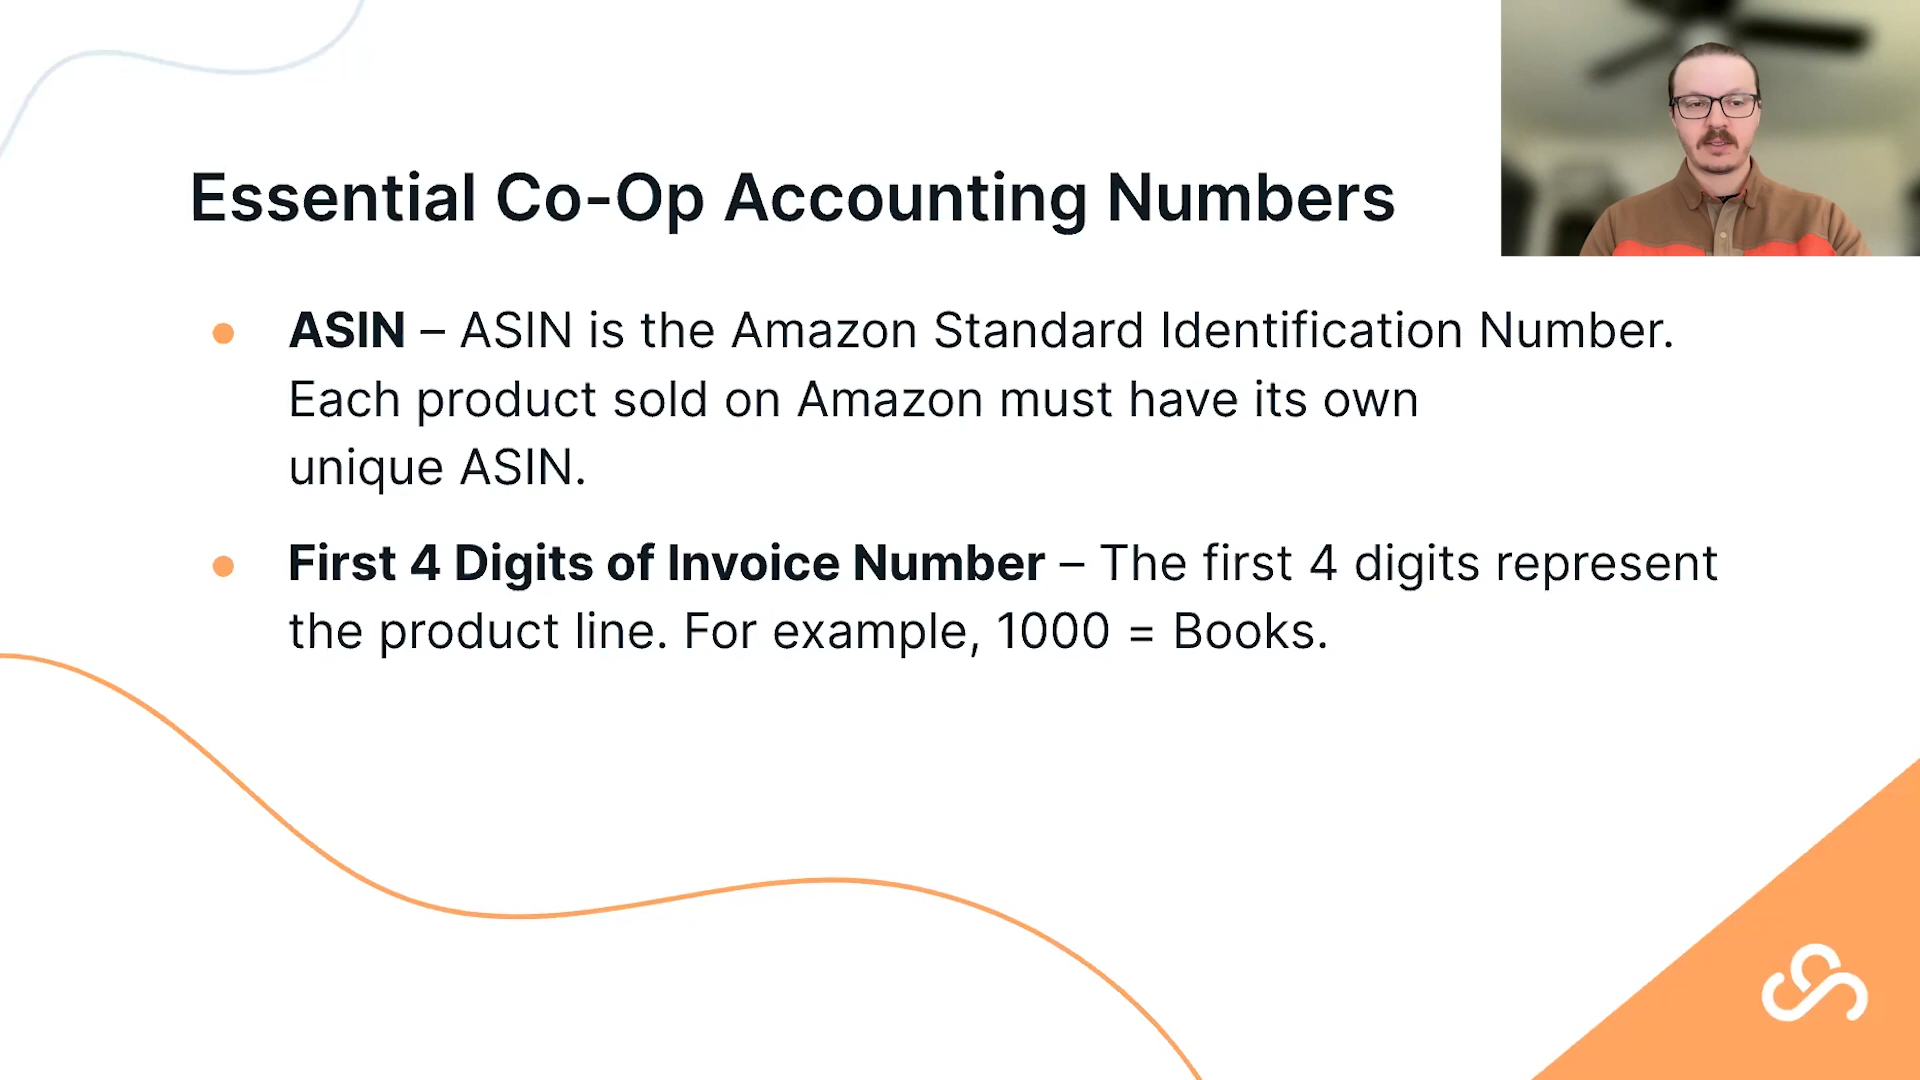 Essential Co-Op Accounting Numbers
ASIN – ASIN is the Amazon Standard Identification Number.
Each product sold on Amazon must have its own
unique ASIN.
First 4 Digits of Invoice Number – The first 4 digits represent
the product line. For example, 1000 = Books.